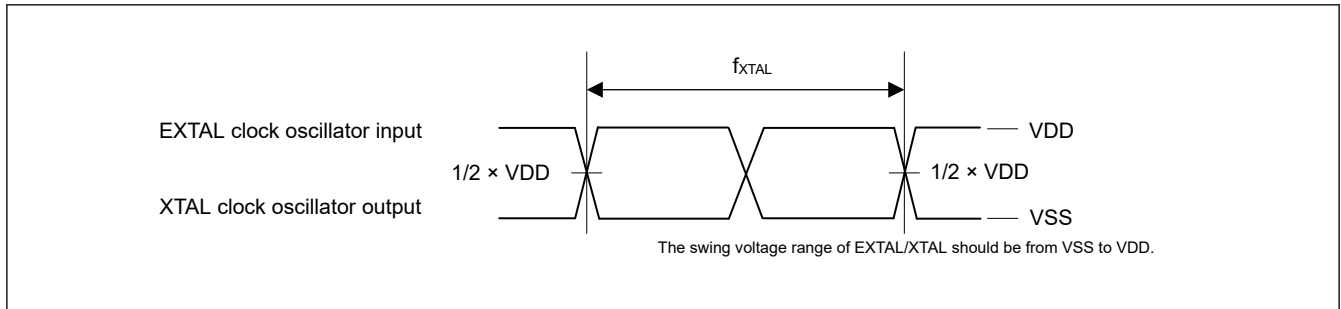 fXTAL
EXTAL clock oscillator input
VDD
1/2 × VDD
1/2 × VDD
XTAL clock oscillator output
VSS
The swing voltage range of EXTAL/XTAL should be from VSS to VDD.